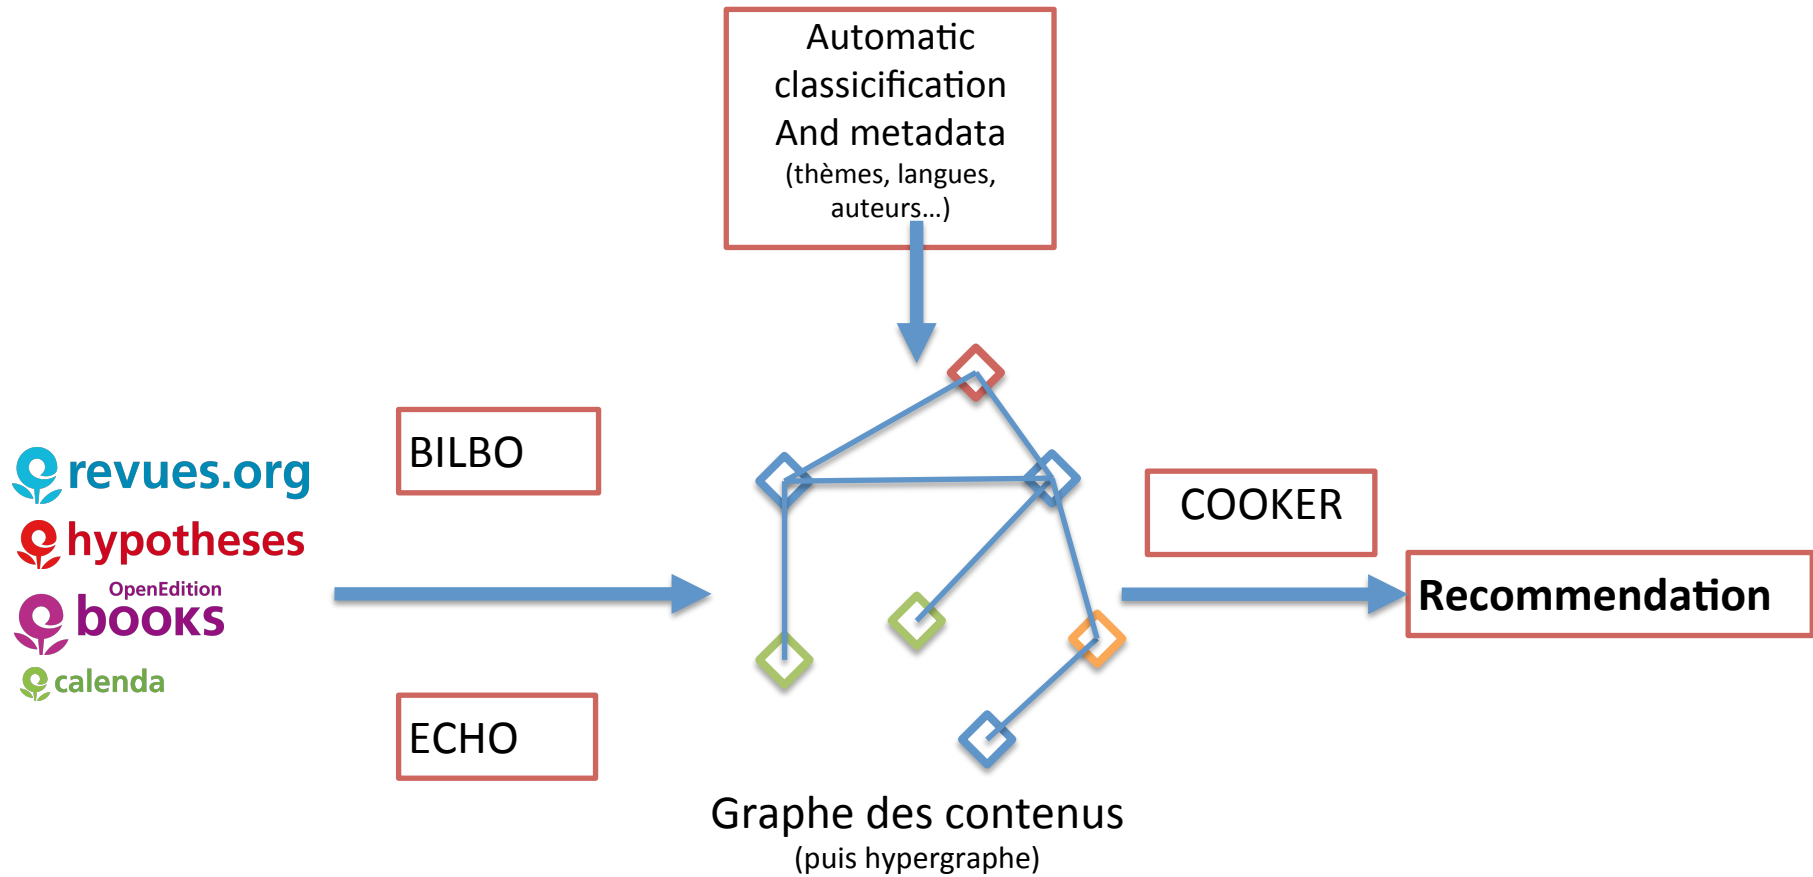 Automatic
classicification
And metadata
(thèmes, langues,
auteurs...)
BILBO
revues.org
hypotheses
OpenEdition
books
calenda
ECHO
COOKER
Recommendation
Graphe des contenus
(puis hypergraphe)